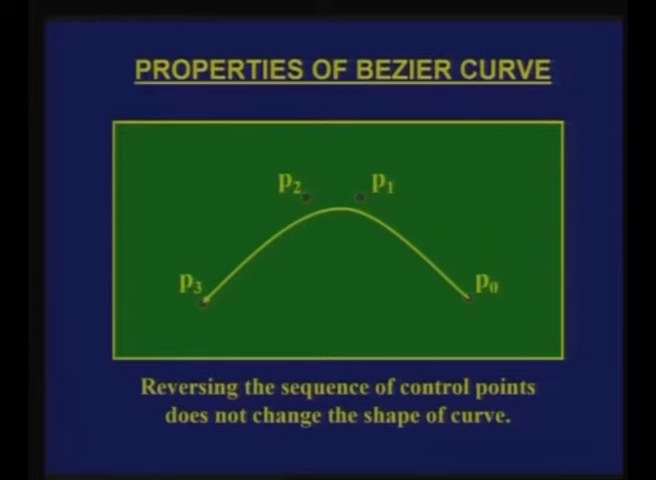 PROPERTIES OF BEZIER CURVE
p₂ p₁
p₃ p₀
Reversing the sequence of control points
does not change the shape of curve.